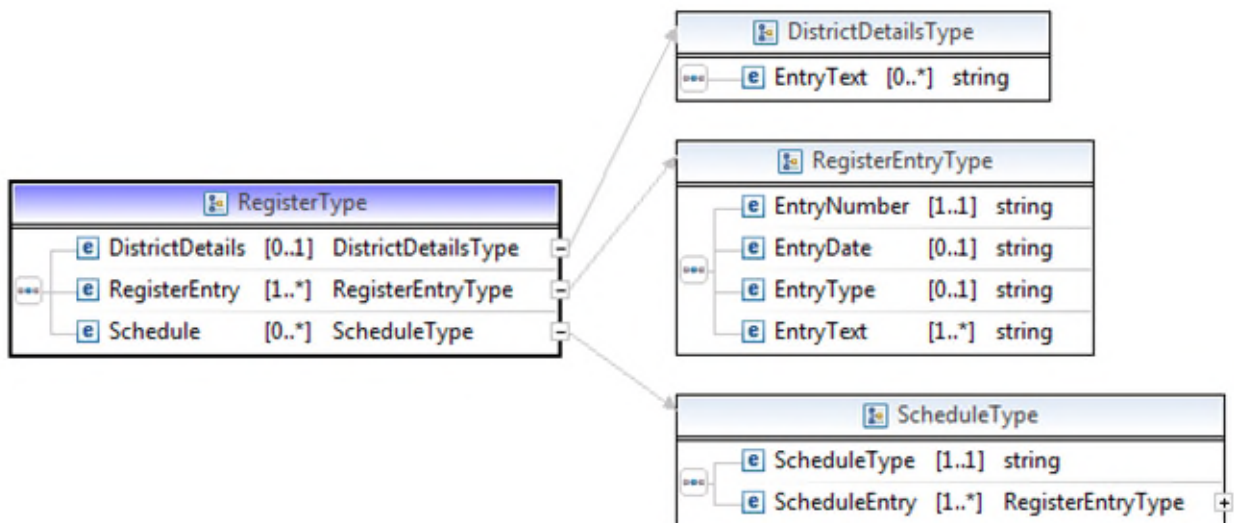 DistrictDetailsType
EntryText [0..*] string
RegisterEntryType
EntryNumber [1..1] string
EntryDate [0..1] string
EntryType [0..1] string
EntryText [1..*] string
RegisterType
DistrictDetails [0..1] DistrictDetailsType
RegisterEntry [1..*] RegisterEntryType
Schedule [0..*] ScheduleType
ScheduleType
ScheduleType [1..1] string
ScheduleEntry [1..*] RegisterEntryType